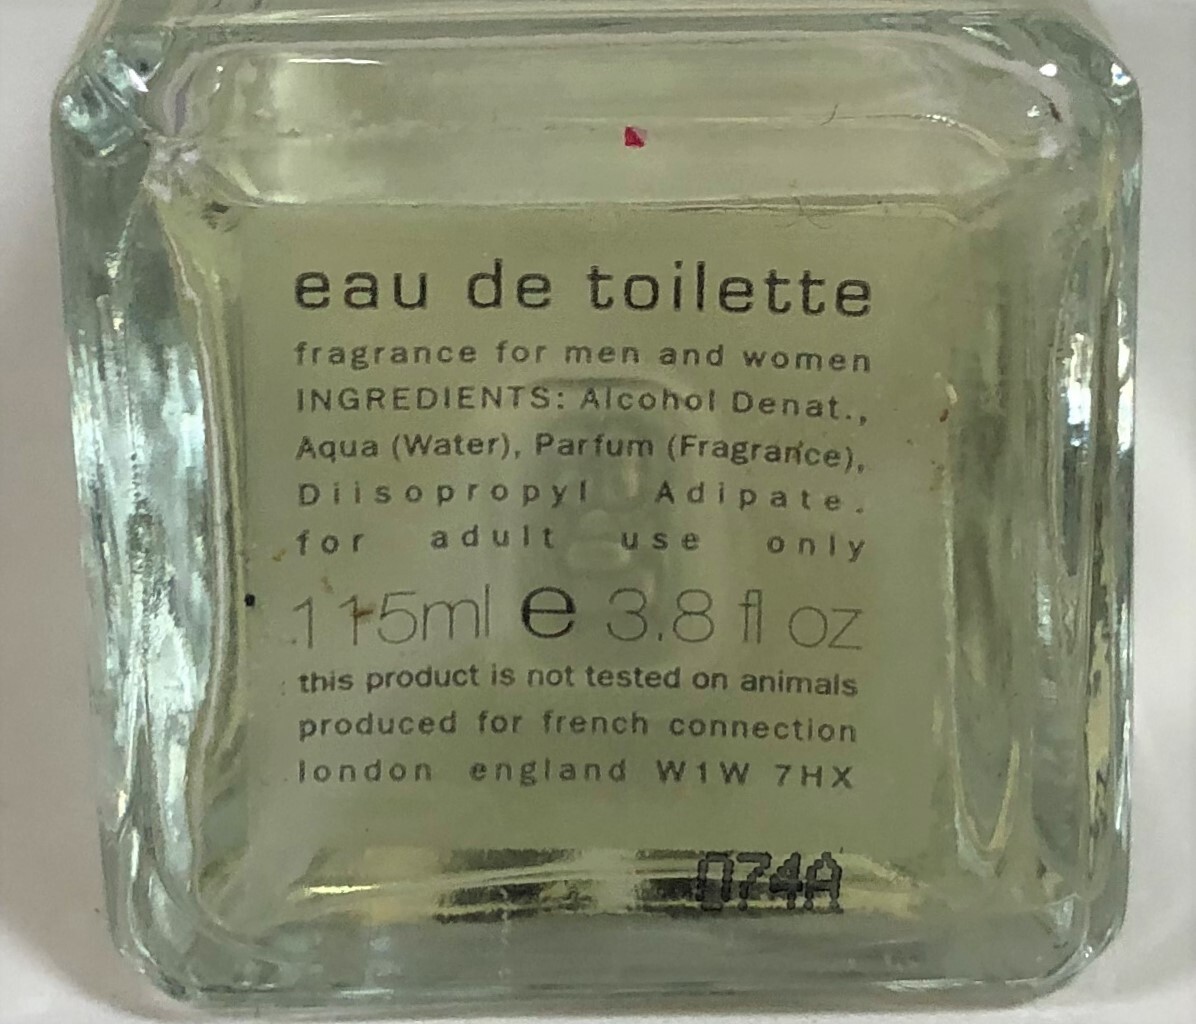 eau de toilette
fragrance for men and women
INGREDIENTS: Alcohol Denat.,
Aqua (Water), Parfum (Fragrance),
Diisopropyl Adipate.
for adult use only
115ml e 3.8 fl oz
this product is not tested on animals
produced for french connection
london england W1W 7HX
074A